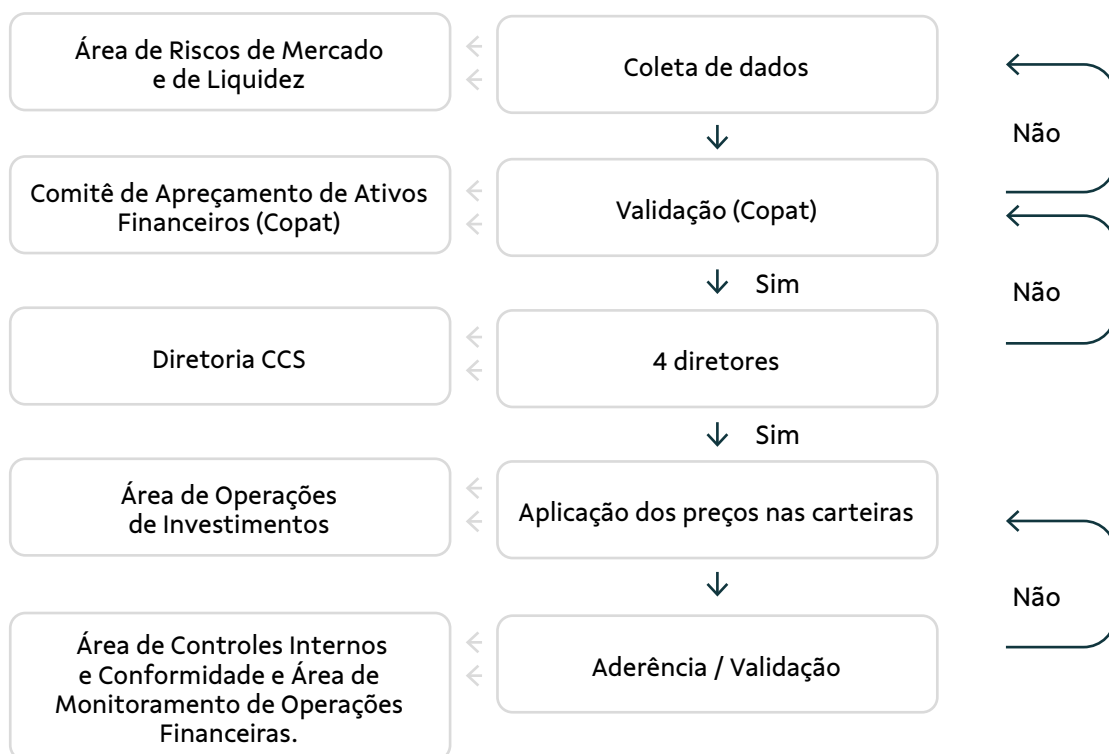 Área de Riscos de Mercado
e de Liquidez
Coleta de dados
Não
Comitê de Apreçamento de Ativos
Financeiros (Copat)
Validação (Copat)
Sim
Não
Diretoria CCS
4 diretores
Sim
Área de Operações
de Investimentos
Aplicação dos preços nas carteiras
Não
Área de Controles Internos
e Conformidade e Área de
Monitoramento de Operações
Financeiras.
Aderência / Validação